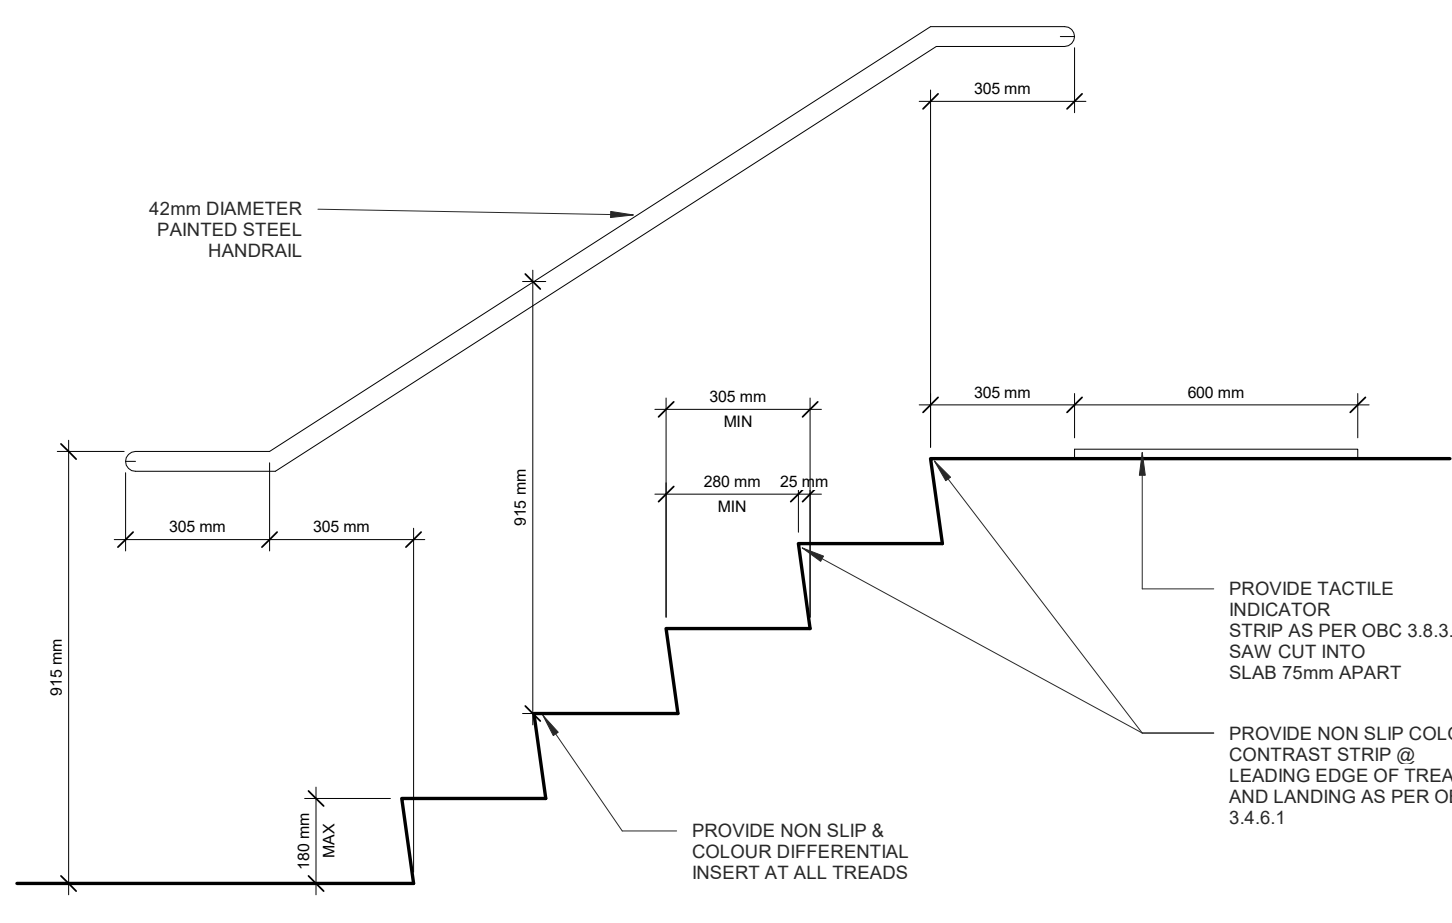 305 mm
42mm DIAMETER
PAINTED STEEL
HANDRAIL
305 mm
MIN
305 mm
600 mm
280 mm
MIN
25 mm
915 mm
305 mm
305 mm
915 mm
180 mm
MAX
PROVIDE TACTILE
INDICATOR
STRIP AS PER OBC 3.8.3.
SAW CUT INTO
SLAB 75mm APART
PROVIDE NON SLIP COLO
CONTRAST STRIP @
LEADING EDGE OF TREA
AND LANDING AS PER OB
3.4.6.1
PROVIDE NON SLIP &
COLOUR DIFFERENTIAL
INSERT AT ALL TREADS